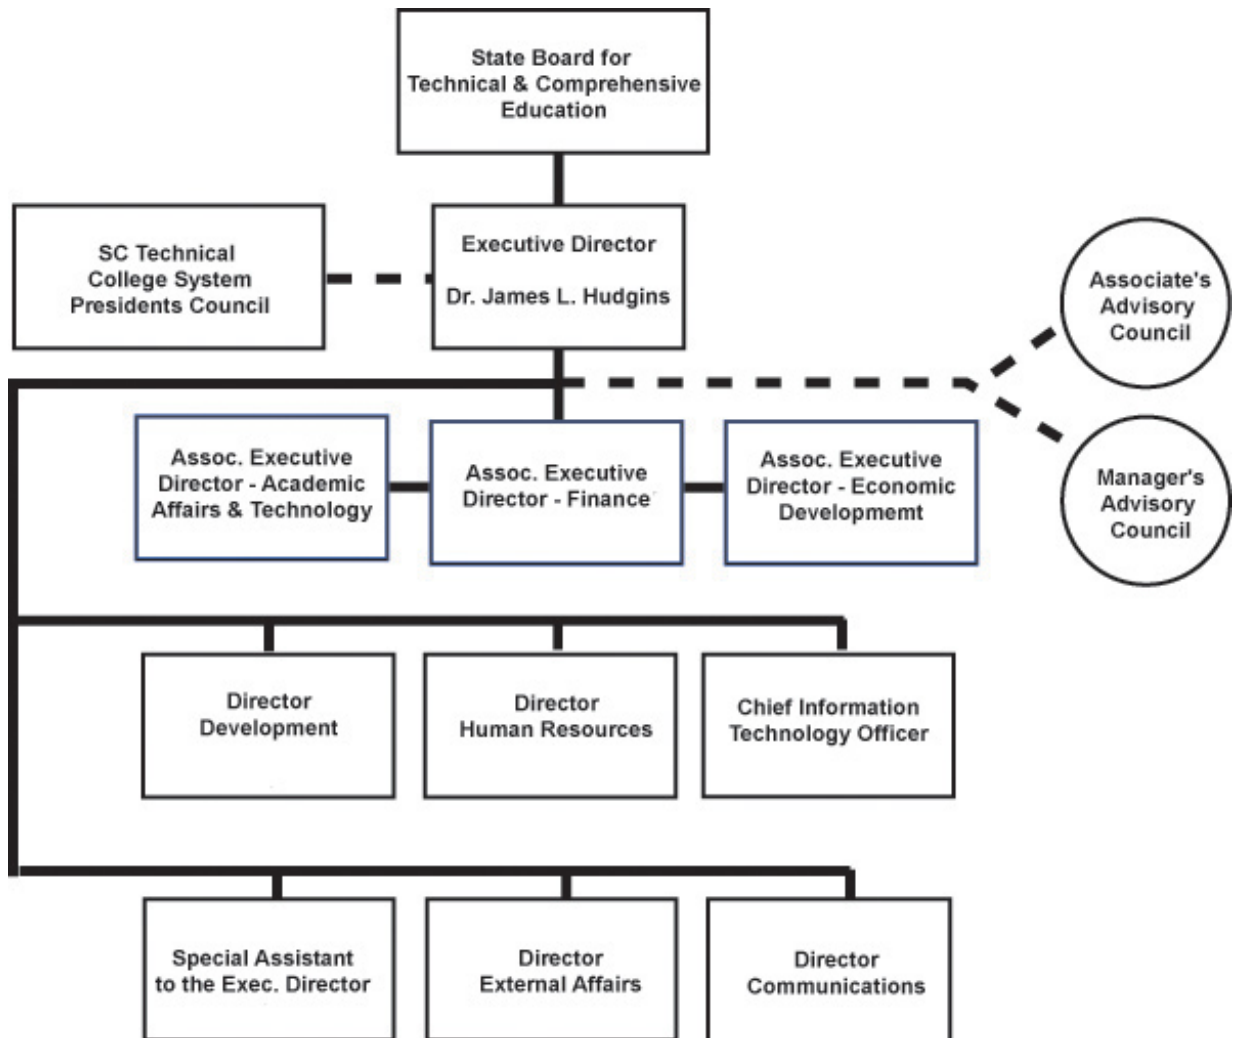 State Board for
Technical & Comprehensive
Education
SC Technical
College System
Presidents Council
Executive Director
Dr. James L. Hudgins
Associate's
Advisory
Council
Manager's
Advisory
Council
Assoc. Executive
Director - Academic
Affairs & Technology
Assoc. Executive
Director - Finance
Assoc. Executive
Director - Economic
Developmemt
Director
Development
Director
Human Resources
Chief Information
Technology Officer
Special Assistant
to the Exec. Director
Director
External Affairs
Director
Communications